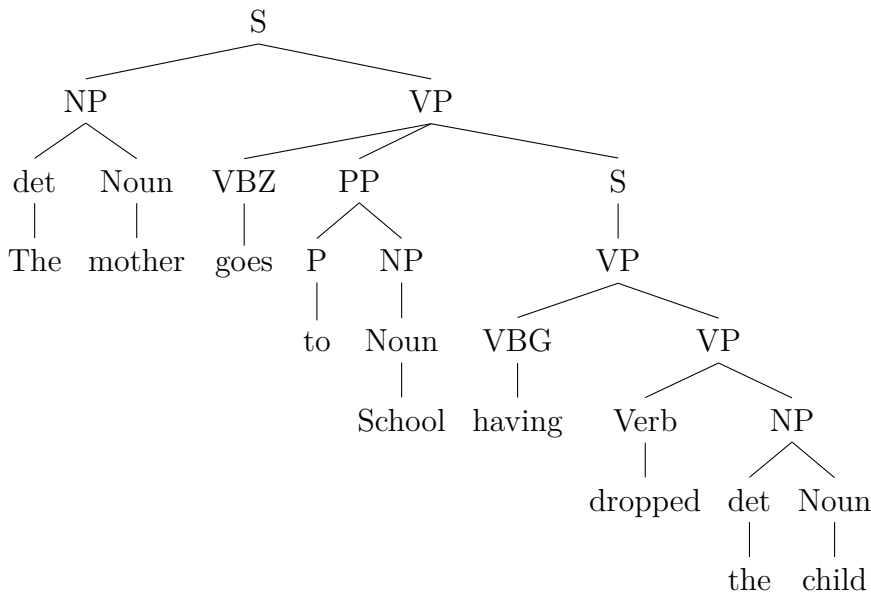 S
NP VP
det Noun VBZ PP S
The mother goes P NP VP
to Noun VBG VP
School having Verb NP
dropped det Noun
the child